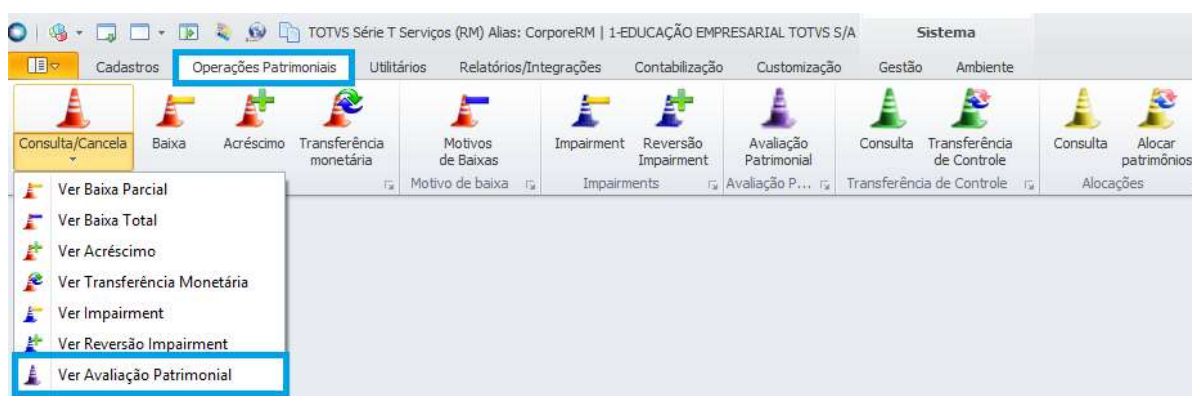 TOTVS Série T Serviços (RM) Alias: CorporeRM | 1-EDUCAÇÃO EMPRESARIAL TOTVS S/A Sistema
Cadastros Operações Patrimoniais Utilitários Relatórios/Integrações Contabilização Customização Gestão Ambiente
Consulta/Cancela Baixa Acréscimo Transferência monetária Motivos de Baixas Impairment Reversão Impairment Avaliação Patrimonial Consulta Transferência de Controle Consulta Alocar patrimônios
Motivo de baixa Impairments Avaliação P... Transferência de Controle Alocações
Ver Baixa Parcial
Ver Baixa Total
Ver Acréscimo
Ver Transferência Monetária
Ver Impairment
Ver Reversão Impairment
Ver Avaliação Patrimonial